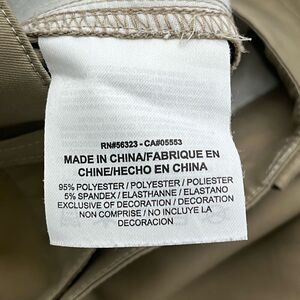 RN#56323 - CA#05553
MADE IN CHINA/FABRIQUE EN
CHINE/HECHO EN CHINA
95% POLYESTER / POLYESTER / POLIESTER
5% SPANDEX / ELASTHANNE / ELASTANO
EXCLUSIVE OF DECORATION / DECORATION
NON COMPRISE / NO INCLUYE LA
DECORACION